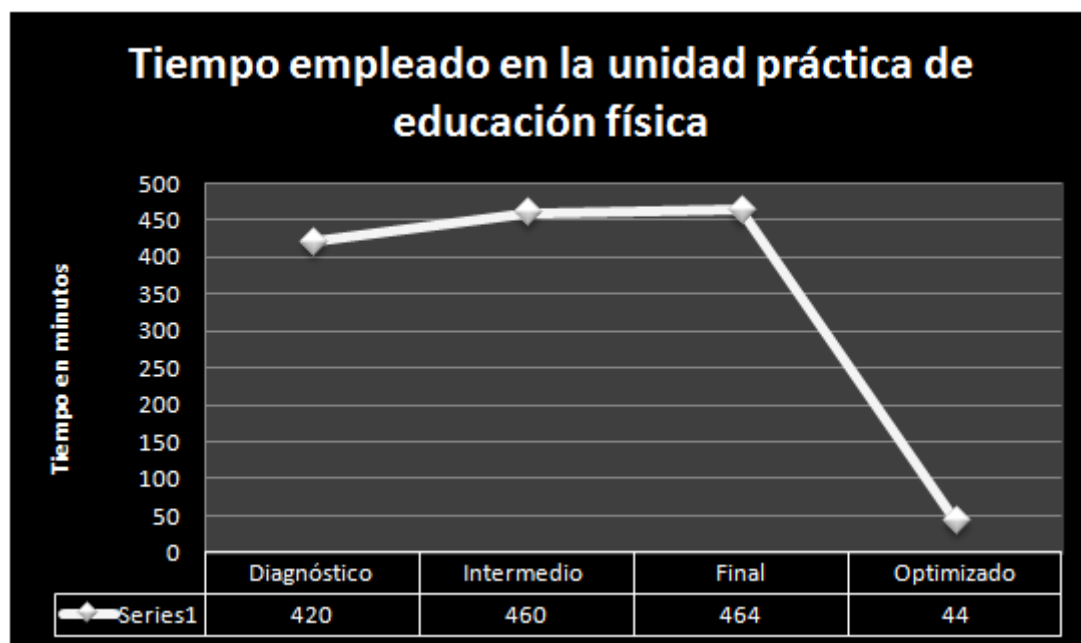 Tiempo empleado en la unidad práctica de
educación física
Tiempo en minutos
500
450
400
350
300
250
200
150
100
50
0
Diagnóstico Intermedio Final Optimizado
Series1 420 460 464 44